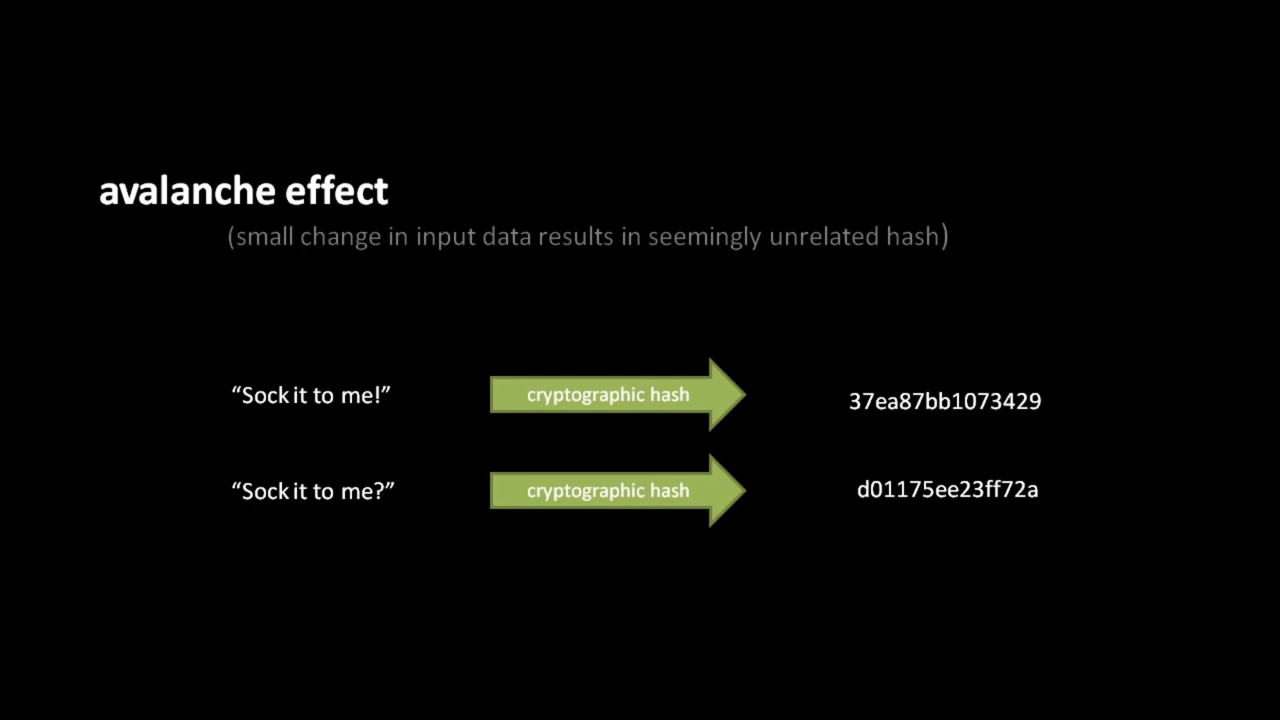 avalanche effect
(small change in input data results in seemingly unrelated hash)
“Sock it to me!” cryptographic hash 37ea87bb1073429
“Sock it to me?” cryptographic hash d01175ee23ff72a